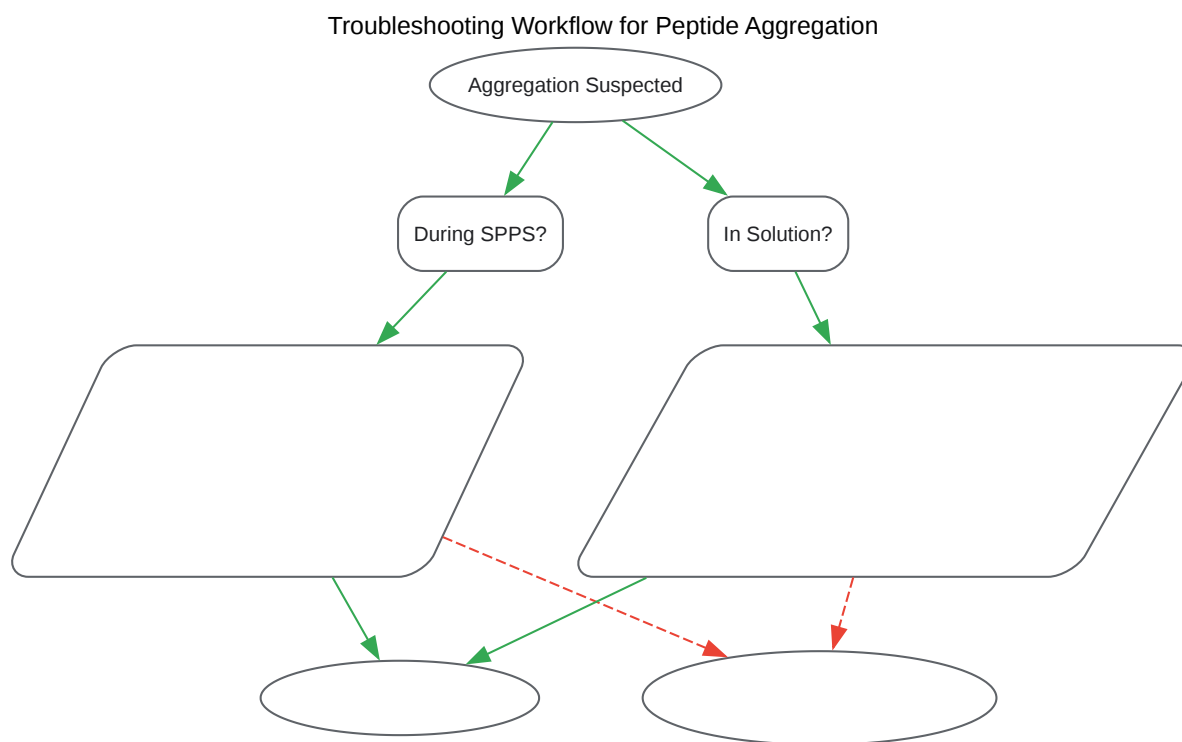 Troubleshooting Workflow for Peptide Aggregation
Aggregation Suspected
During SPPS?
In Solution?